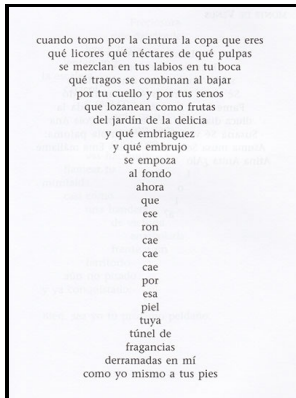 cuando tomo por la cintura la copa que eres
qué licores qué néctares de qué pulpas
se mezclan en tus labios en tu boca
qué tragos se combinan al bajar
por tu cuello y por tus senos
que lozanean como frutas
del jardín de la delicia
y qué embriaguez
y qué embrujo
se empoza
al fondo
ahora
que
ese
ron
cae
cae
cae
por
esa
piel
tuya
túnel de
fragancias
derramadas en mí
como yo mismo a tus pies